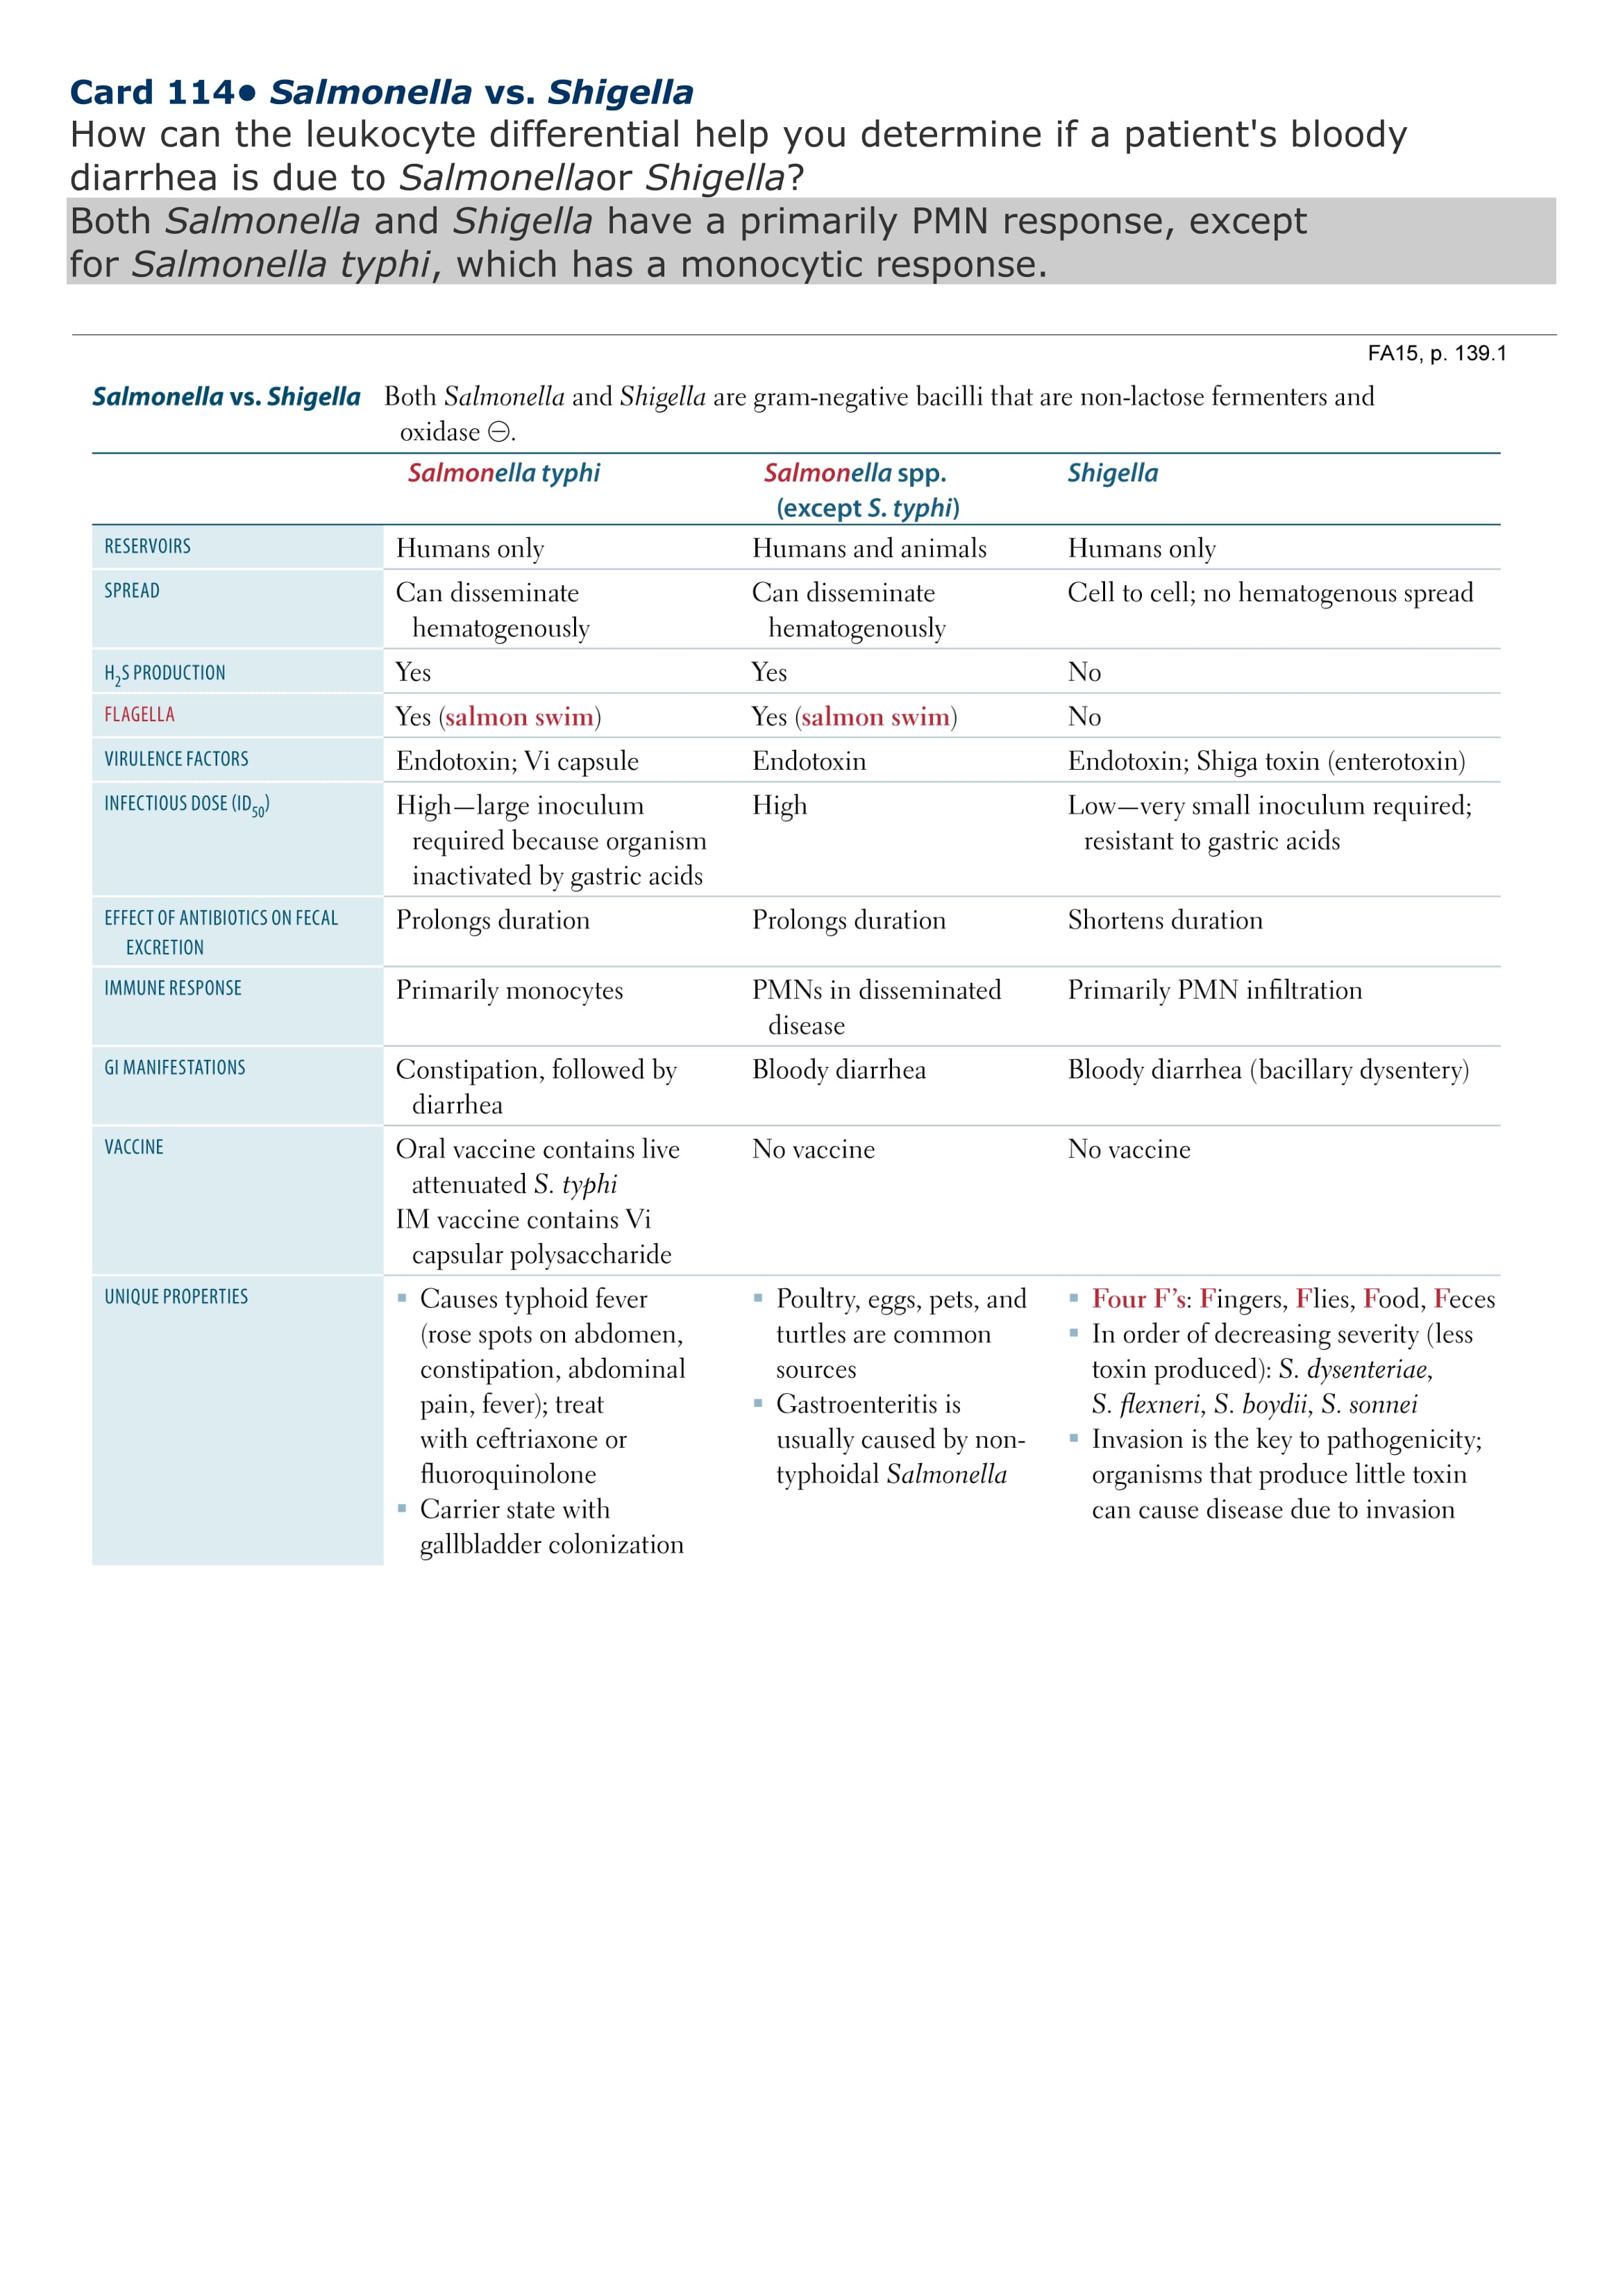 Card 114● Salmonella vs. Shigella
How can the leukocyte differential help you determine if a patient's bloody
diarrhea is due to Salmonellaor Shigella?
Both Salmonella and Shigella have a primarily PMN response, except
for Salmonella typhi, which has a monocytic response.
FA15, p. 139.1
Salmonella vs. Shigella Both Salmonella and Shigella are gram-negative bacilli that are non-lactose fermenters and
oxidase ⊖.
Salmonella typhi Salmonella spp. Shigella
(except S. typhi)
RESERVOIRS Humans only Humans and animals Humans only
SPREAD Can disseminate Can disseminate Cell to cell; no hematogenous spread
hematogenously hematogenously
H₂S PRODUCTION Yes Yes No
FLAGELLA Yes (salmon swim) Yes (salmon swim) No
VIRULENCE FACTORS Endotoxin; Vi capsule Endotoxin Endotoxin; Shiga toxin (enterotoxin)
INFECTIOUS DOSE (ID₅₀) High—large inoculum High Low—very small inoculum required;
required because organism resistant to gastric acids
inactivated by gastric acids
EFFECT OF ANTIBIOTICS ON FECAL Prolongs duration Prolongs duration Shortens duration
EXCRETION
IMMUNE RESPONSE Primarily monocytes PMNs in disseminated Primarily PMN infiltration
disease
GI MANIFESTATIONS Constipation, followed by Bloody diarrhea Bloody diarrhea (bacillary dysentery)
diarrhea
VACCINE Oral vaccine contains live No vaccine No vaccine
attenuated S. typhi
IM vaccine contains Vi
capsular polysaccharide
UNIQUE PROPERTIES ▪ Causes typhoid fever ▪ Poultry, eggs, pets, and ▪ Four F's: Fingers, Flies, Food, Feces
(rose spots on abdomen, turtles are common ▪ In order of decreasing severity (less
constipation, abdominal sources toxin produced): S. dysenteriae,
pain, fever); treat ▪ Gastroenteritis is S. flexneri, S. boydii, S. sonnei
with ceftriaxone or usually caused by non- ▪ Invasion is the key to pathogenicity;
fluoroquinolone typhoidal Salmonella organisms that produce little toxin
▪ Carrier state with can cause disease due to invasion
gallbladder colonization